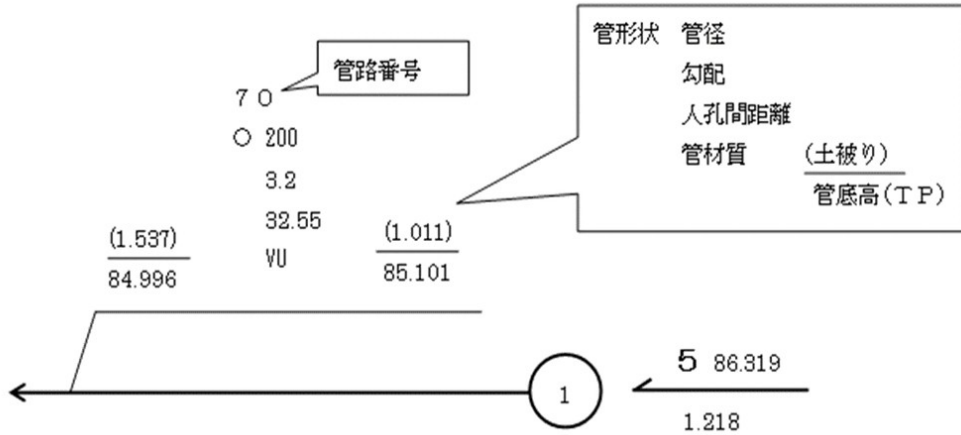 管形状 管径
勾配
人孔間距離
管材質 (土被り)
管底高(TP)
管路番号
70
○ 200
3.2
32.55
VU
(1.537)
84.996
(1.011)
85.101
1
5 86.319
1.218